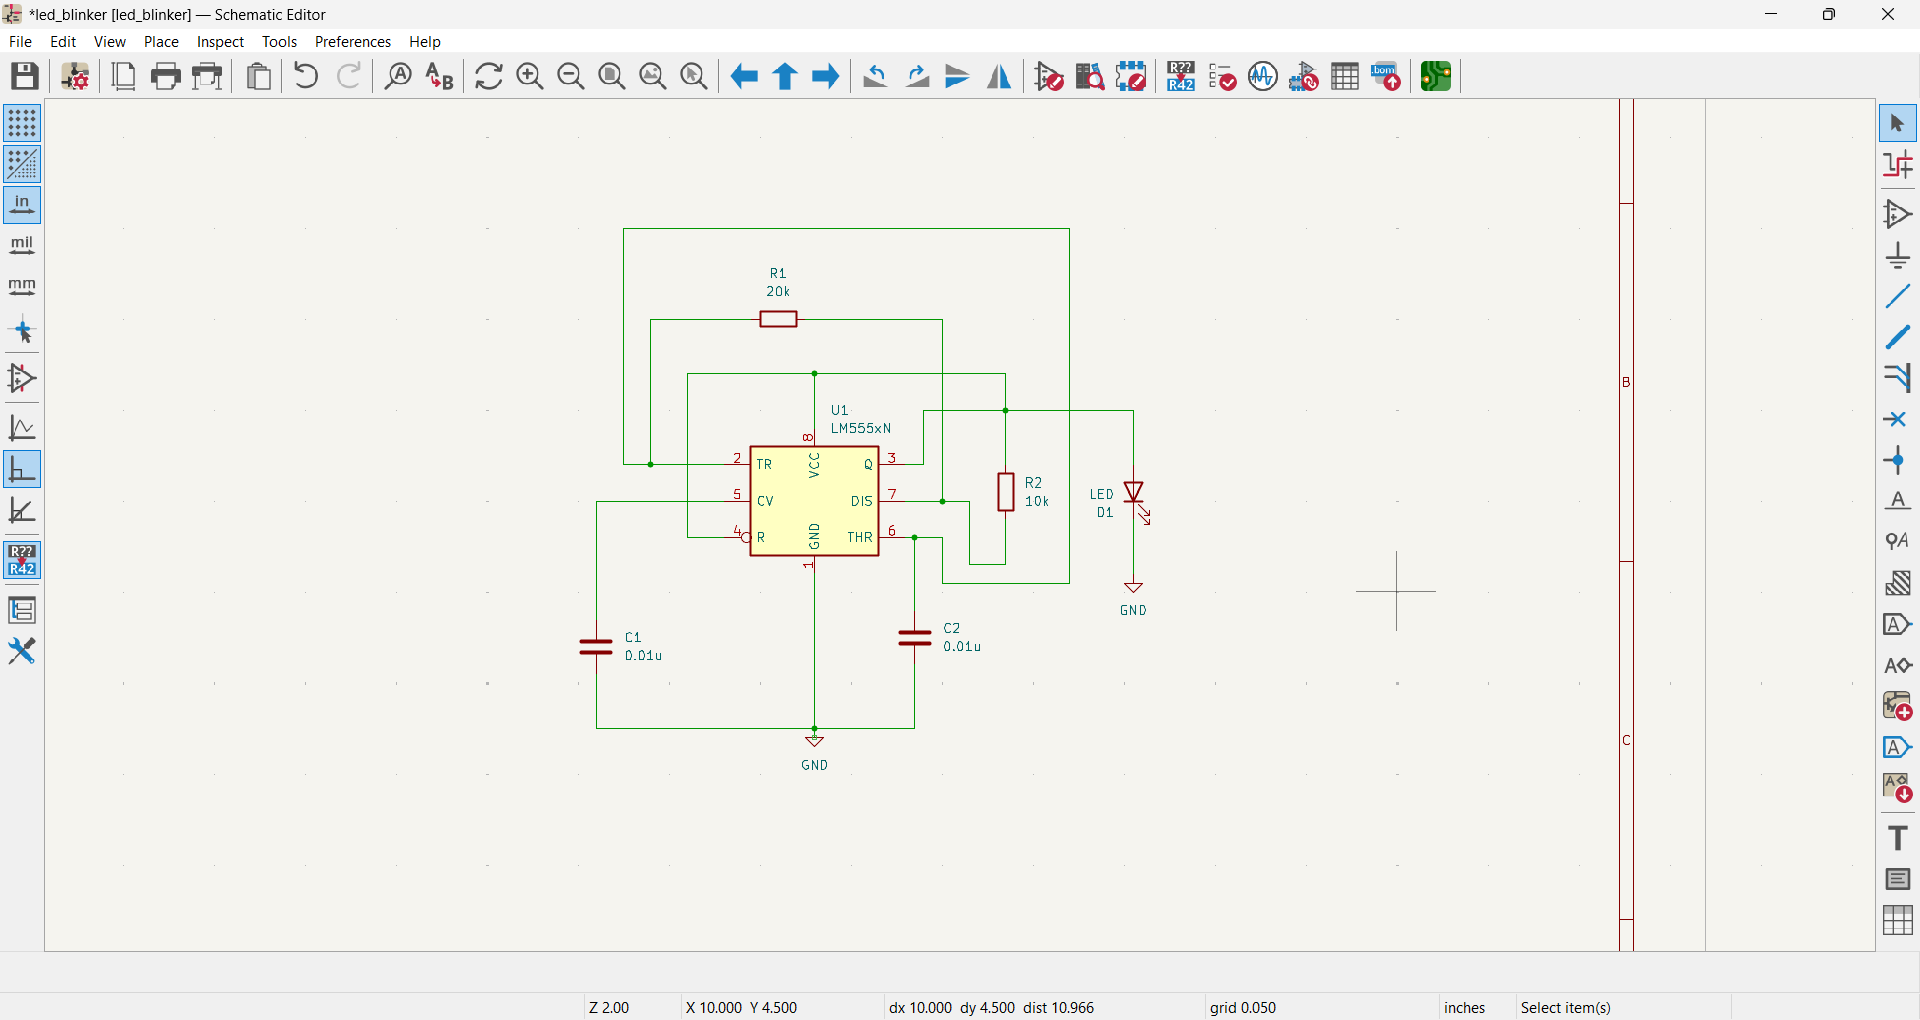 *led_blinker [led_blinker] — Schematic Editor
File Edit View Place Inspect Tools Preferences Help
A
A B
R??
R42
bom
in
mil
mm
R??
R42
R1
20k
U1
LM555xN
8
2 TR VCC Q 3
5 CV DIS 7
4 R GND THR 6
1
R2
10k
LED
D1
GND
C1
0.01u
C2
0.01u
GND
B
C
A
A
A
A
A
A
T
Z 2.00 X 10.000 Y 4.500 dx 10.000 dy 4.500 dist 10.966 grid 0.050 inches Select item(s)